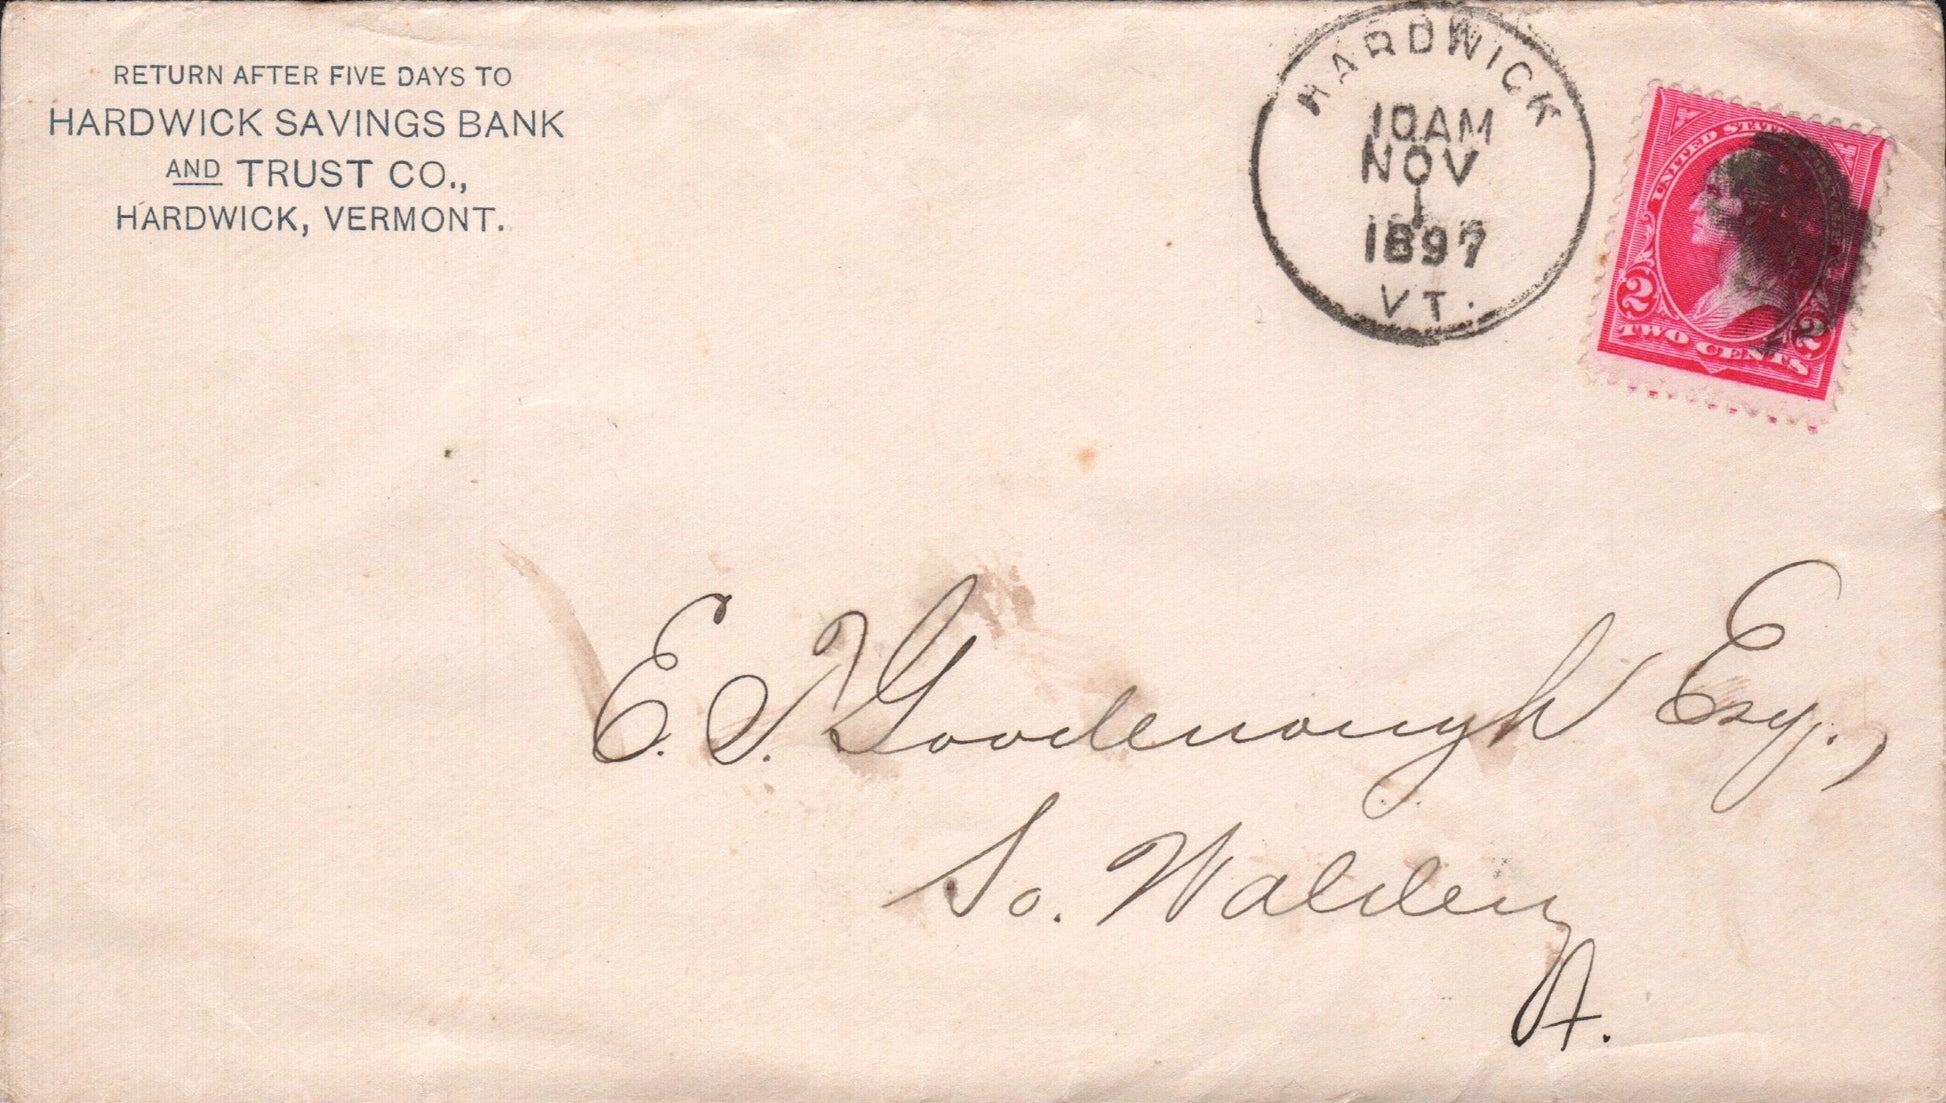 RETURN AFTER FIVE DAYS TO
HARDWICK SAVINGS BANK
AND TRUST CO.,
HARDWICK, VERMONT.
HARDWICK
10AM
NOV
1
1897
VT.
UNITED STATES
2 2
TWO CENTS
E. J. Goodenough Esq.,
So. Walden,
Vt.